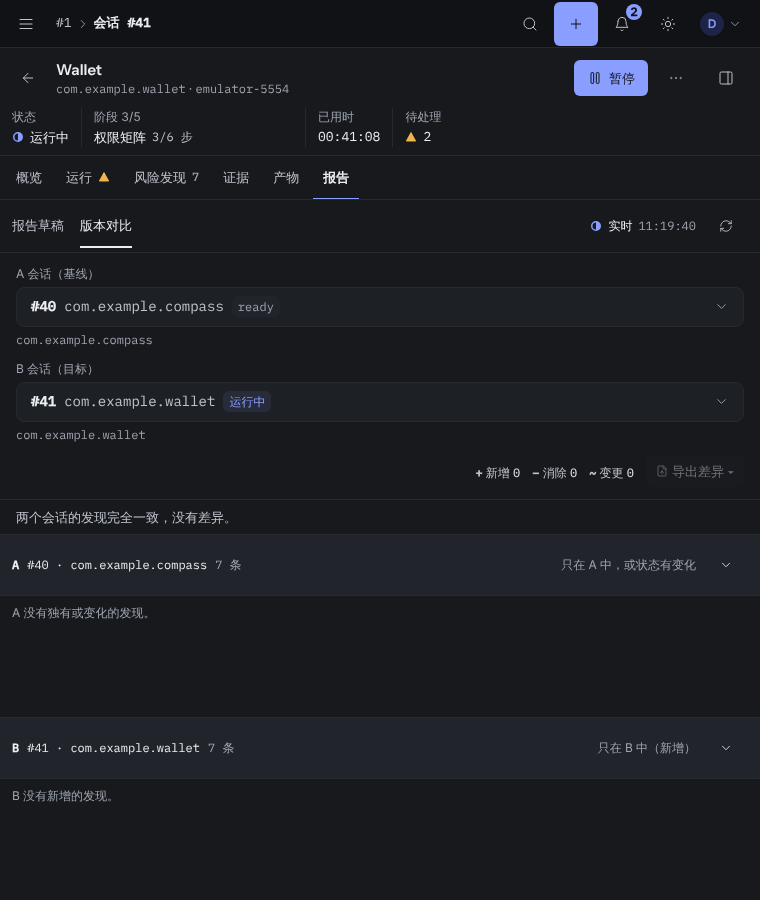 #1 > 会话 #41
2
D
Wallet
com.example.wallet · emulator-5554
暂停
状态 阶段 3/5 已用时 待处理
运行中 权限矩阵 3/6 步 00:41:08 2
概览 运行 风险发现 7 证据 产物 报告
报告草稿 版本对比 实时 11:19:40
A 会话（基线）
#40 com.example.compass ready
com.example.compass
B 会话（目标）
#41 com.example.wallet 运行中
com.example.wallet
+ 新增 0 − 消除 0 ~ 变更 0 导出差异
两个会话的发现完全一致，没有差异。
A #40 · com.example.compass 7 条 只在 A 中，或状态有变化
A 没有独有或变化的发现。
B #41 · com.example.wallet 7 条 只在 B 中（新增）
B 没有新增的发现。